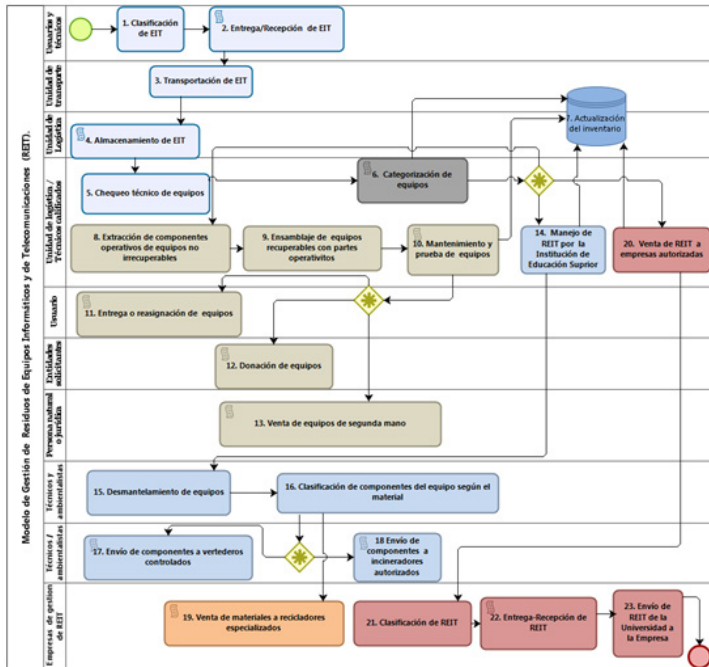 Modelo de Gestión de Residuos de Equipos Informáticos y de Telecomunicaciones (REIT).
Usuarios y
técnicos
1. Clasificación
de EIT
2. Entrega/Recepción de EIT
Unidad de
transporte
3. Transportación de EIT
Unidad de
Logística
4. Almacenamiento de EIT
7. Actualización
del inventario
Unidad de logística /
Técnicos calificados
5. Chequeo técnico de equipos
6. Categorización de
equipos
8. Extracción de componentes
operativos de equipos no
irrecuperables
9. Ensamblaje de equipos
recuperables con partes
operativitos
10. Mantenimiento y
prueba de equipos
14. Manejo de
REIT por la
Institución de
Educación Suprior
20. Venta de REIT a
empresas autorizadas
Usuario
11. Entrega o reasignación de equipos
Entidades
solicitantes
12. Donación de equipos
Persona natural
o jurídica
13. Venta de equipos de segunda mano
Técnicos y
ambientalistas
15. Desmantelamiento de equipos
16. Clasificación de componentes del equipo según el
material
Técnicos /
ambientalistas
17. Envío de componentes a vertederos
controlados
18 Envío de
componentes a
incineradores
autorizados
Empresas de gestion
de REIT
19. Venta de materiales a recicladores
especializados
21. Clasificación de REIT
22. Entrega-Recepción de
REIT
23. Envío de
REIT de la
Universidad a
la Empresa